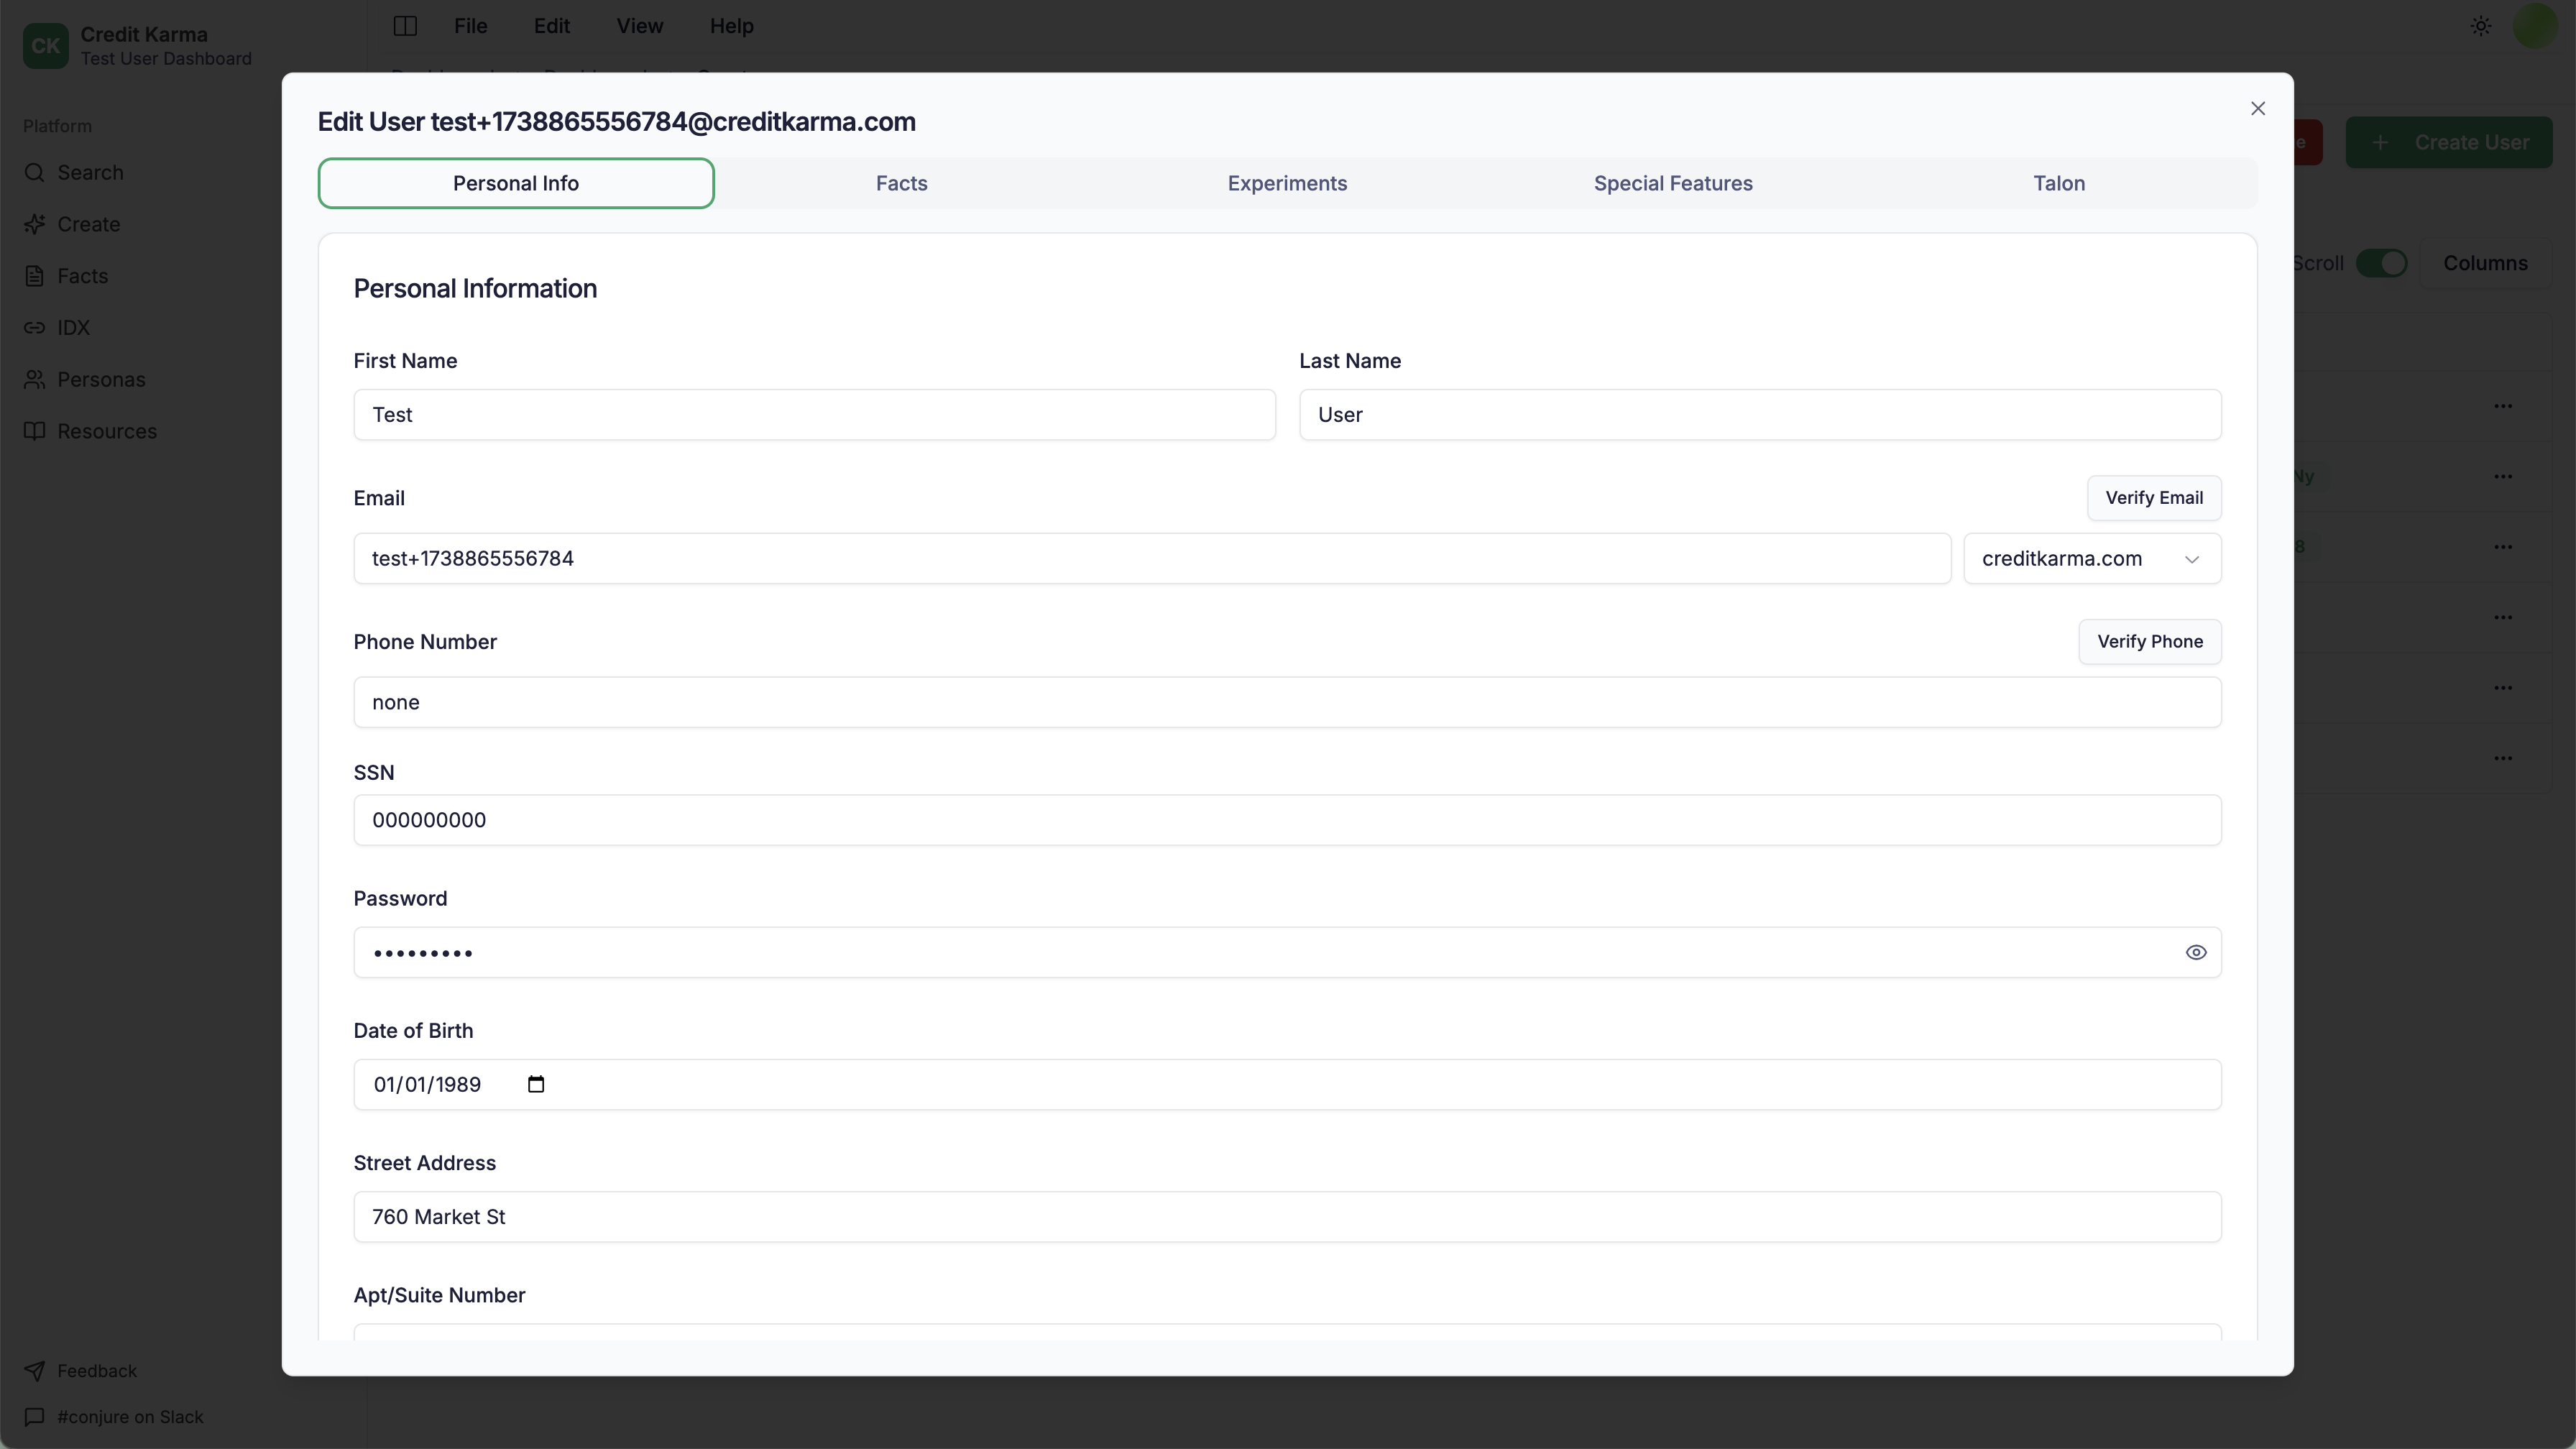 CK
Credit Karma
Test User Dashboard
File Edit View Help
Platform
Search
Create
Facts
IDX
Personas
Resources
Feedback
#conjure on Slack
Create User
Scroll
Columns
Edit User test+1738865556784@creditkarma.com
Personal Info Facts Experiments Special Features Talon
Personal Information
First Name Last Name
Test User
Email Verify Email
test+1738865556784 creditkarma.com
Phone Number Verify Phone
none
SSN
000000000
Password
•••••••••
Date of Birth
01/01/1989
Street Address
760 Market St
Apt/Suite Number